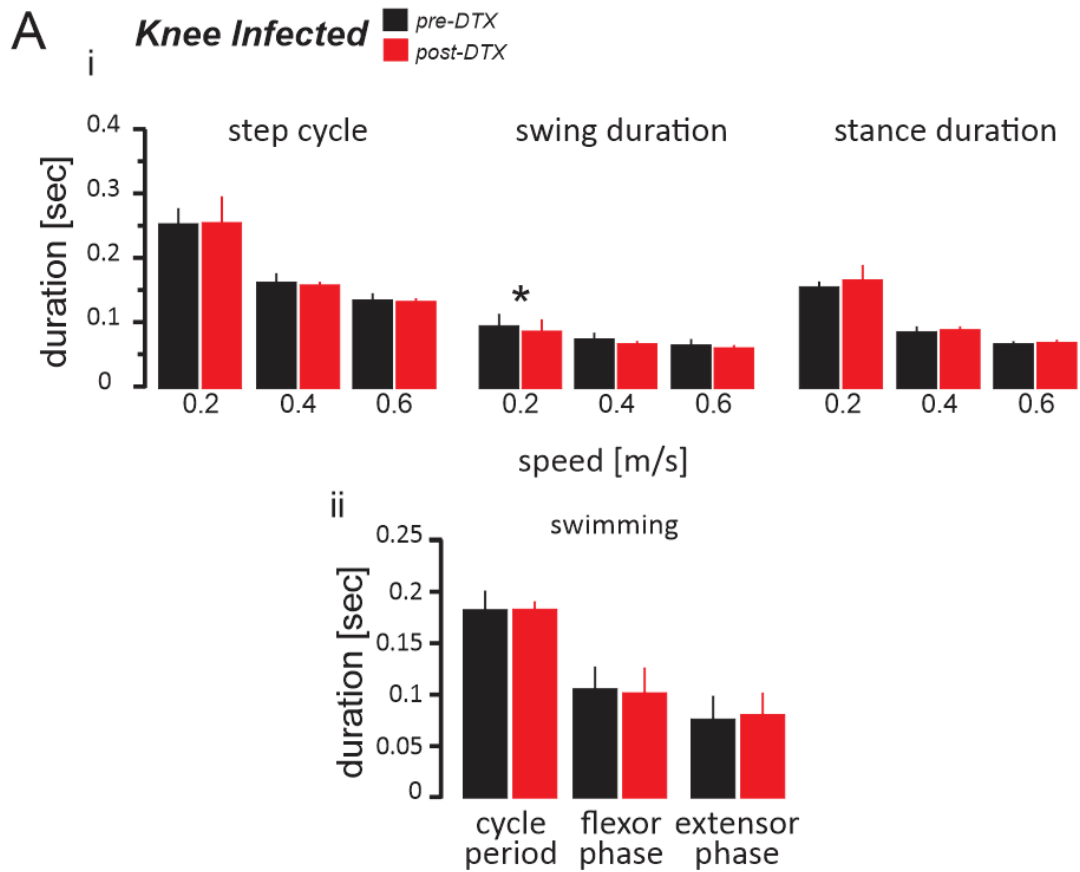 A
Knee Infected
pre-DTX
post-DTX
i
step cycle
swing duration
stance duration
duration [sec]
0.4
0.3
0.2
0.1
0
*
0.2 0.4 0.6
0.2 0.4 0.6
0.2 0.4 0.6
speed [m/s]
ii
swimming
duration [sec]
0.25
0.2
0.15
0.1
0.05
0
cycle
period
flexor
phase
extensor
phase